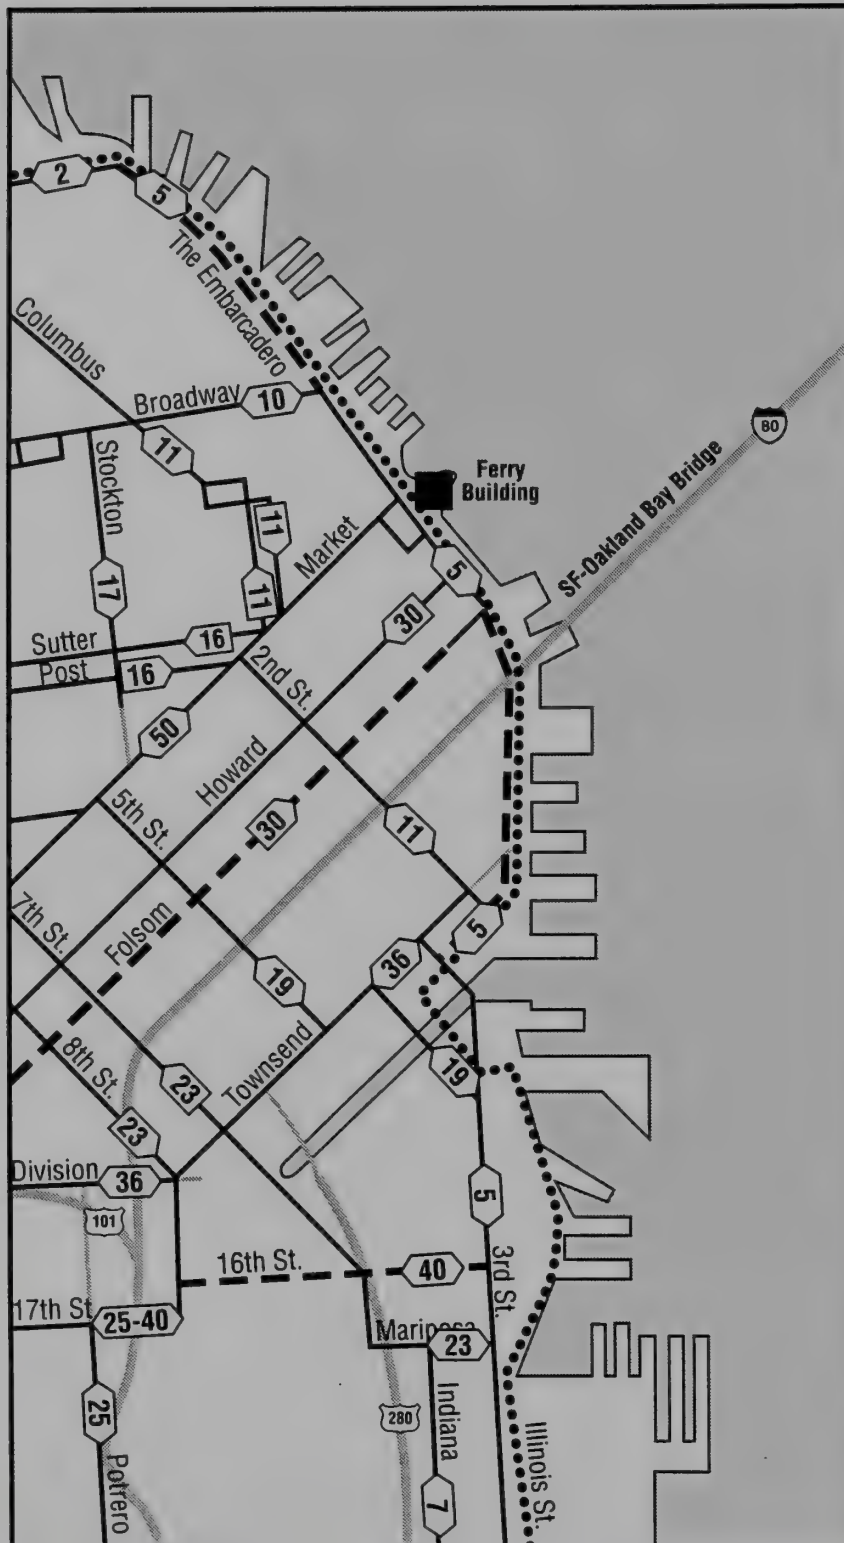 2
5
The Embarcadero
Columbus
Broadway
10
80
11
Stockton
Ferry
Building
SF-Oakland Bay Bridge
11
Market
5
17
11
30
Sutter
16
Post
16
2nd St.
50
Howard
5th St.
30
11
7th St.
Folsom
5
36
19
8th St.
Townsend
19
23
23
Division
36
5
101
16th St.
40
3rd St.
17th St
25-40
Mariposa
23
25
280
Indiana
Illinois St.
Potrero
7